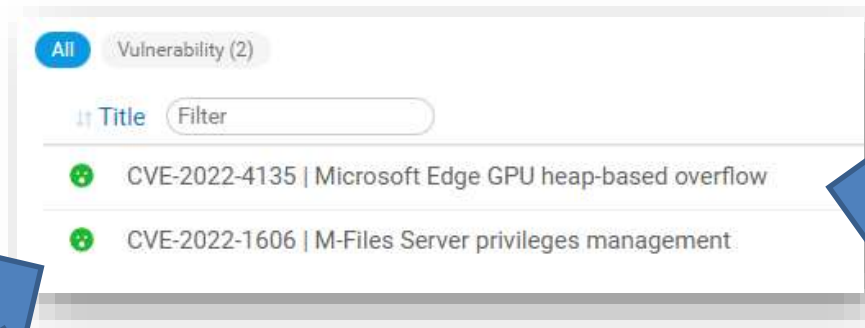 All Vulnerability (2)
Title Filter
CVE-2022-4135 | Microsoft Edge GPU heap-based overflow
CVE-2022-1606 | M-Files Server privileges management